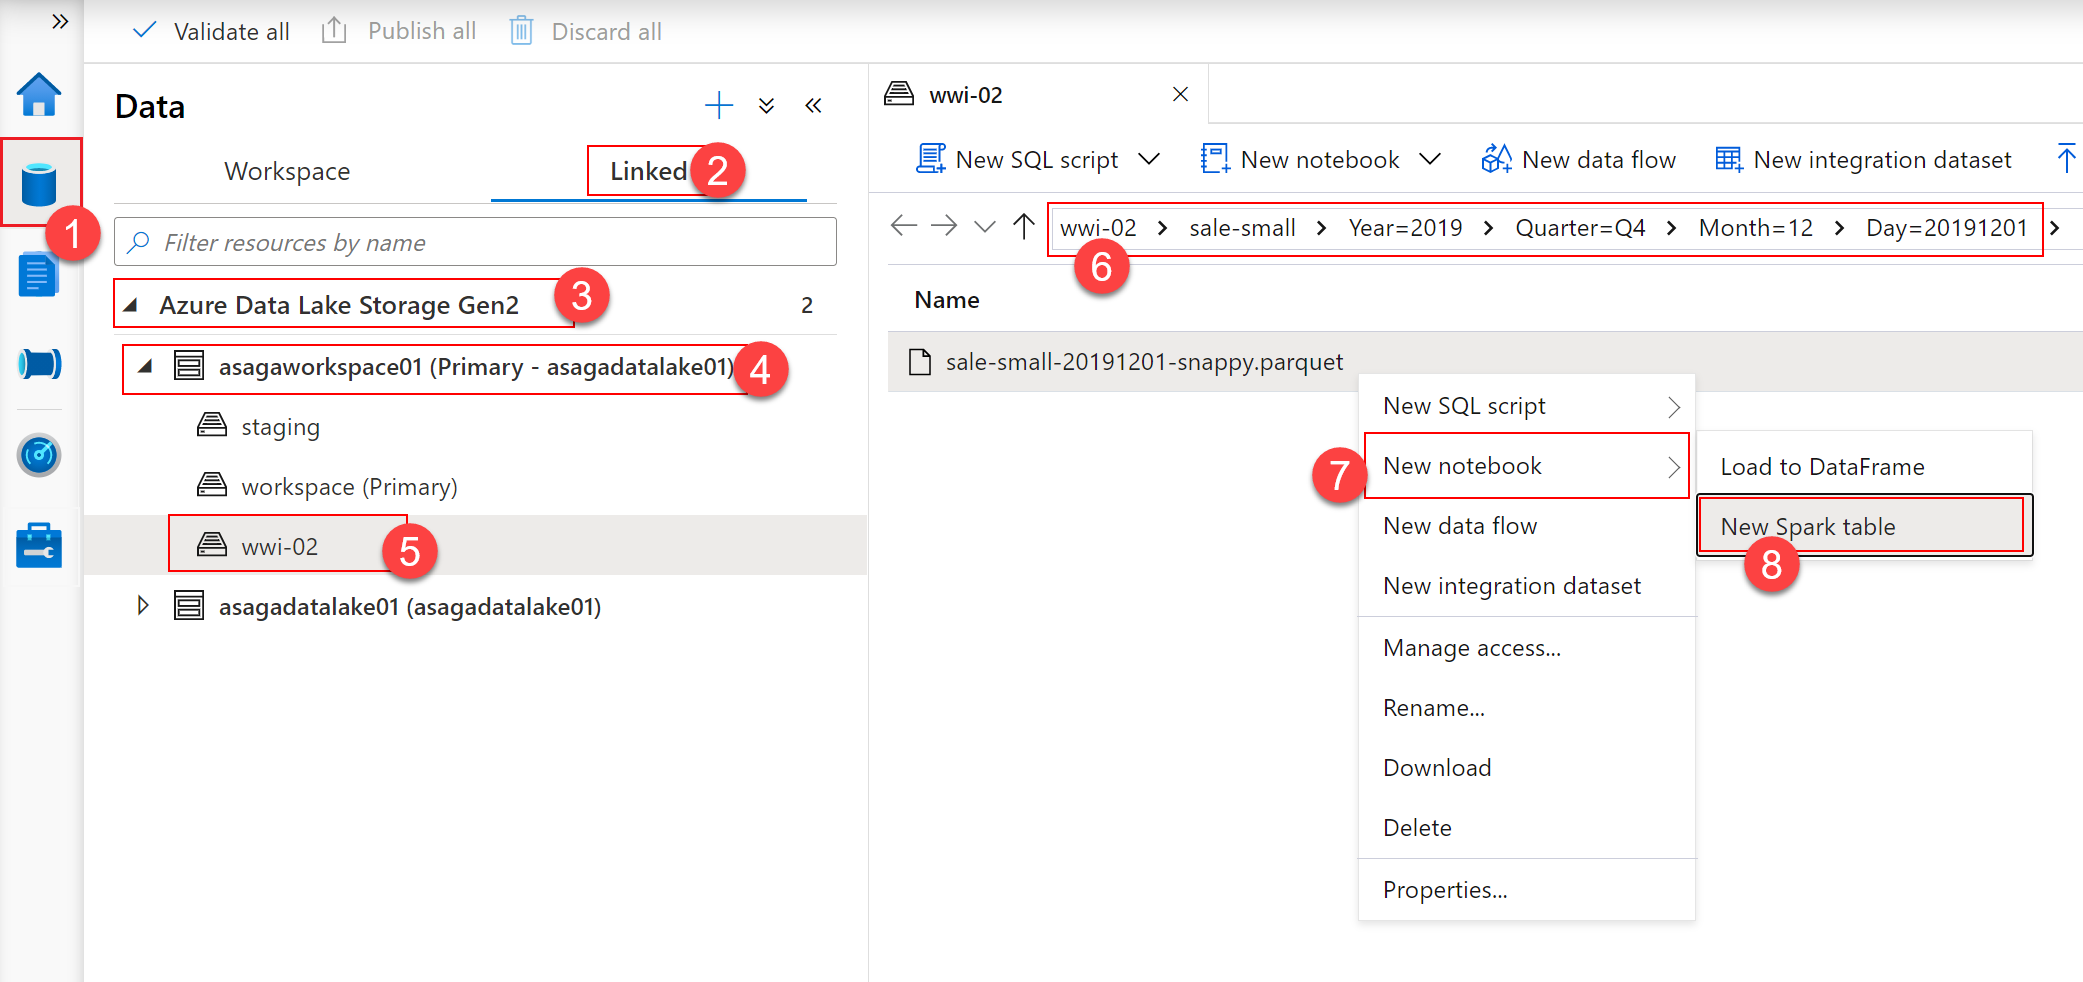 Validate all Publish all Discard all
Data
Workspace Linked 2
1
Filter resources by name
Azure Data Lake Storage Gen2 3 2
asagaworkspace01 (Primary - asagadatalake01) 4
staging
workspace (Primary)
wwi-02 5
asagadatalake01 (asagadatalake01)
wwi-02
New SQL script New notebook New data flow New integration dataset
wwi-02 sale-small Year=2019 Quarter=Q4 Month=12 Day=20191201
6
Name
sale-small-20191201-snappy.parquet
New SQL script
7 New notebook
New data flow
New integration dataset
Manage access...
Rename...
Download
Delete
Properties...
Load to DataFrame
New Spark table
8